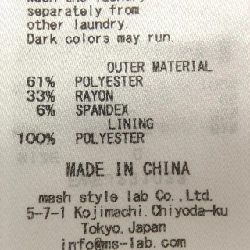 separately from
other laundry.
Dark colors may run.
OUTER MATERIAL
61% POLYESTER
33% RAYON
6% SPANDEX
LINING
100% POLYESTER
MADE IN CHINA
mash style lab Co.,Ltd.
5-7-1 Kojimachi,Chiyoda-ku
Tokyo,Japan
info@ms-lab.com